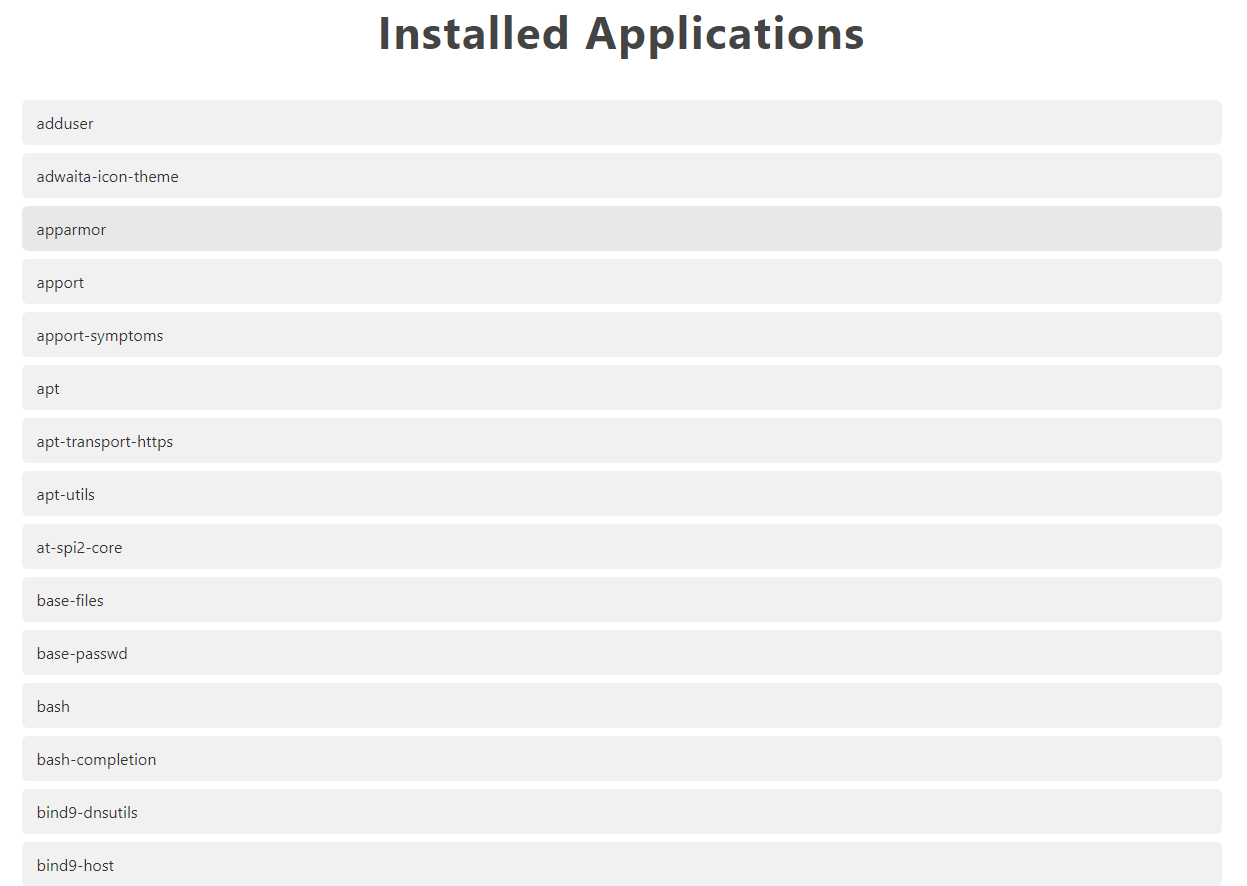 Installed Applications
adduser
adwaita-icon-theme
apparmor
apport
apport-symptoms
apt
apt-transport-https
apt-utils
at-spi2-core
base-files
base-passwd
bash
bash-completion
bind9-dnsutils
bind9-host